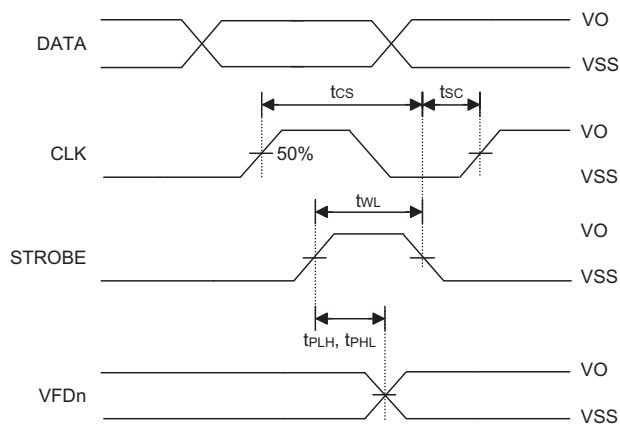 VO
DATA
VSS
tCS
tSC
VO
CLK
50%
VSS
tWL
VO
STROBE
VSS
tPLH, tPHL
VO
VFDn
VSS